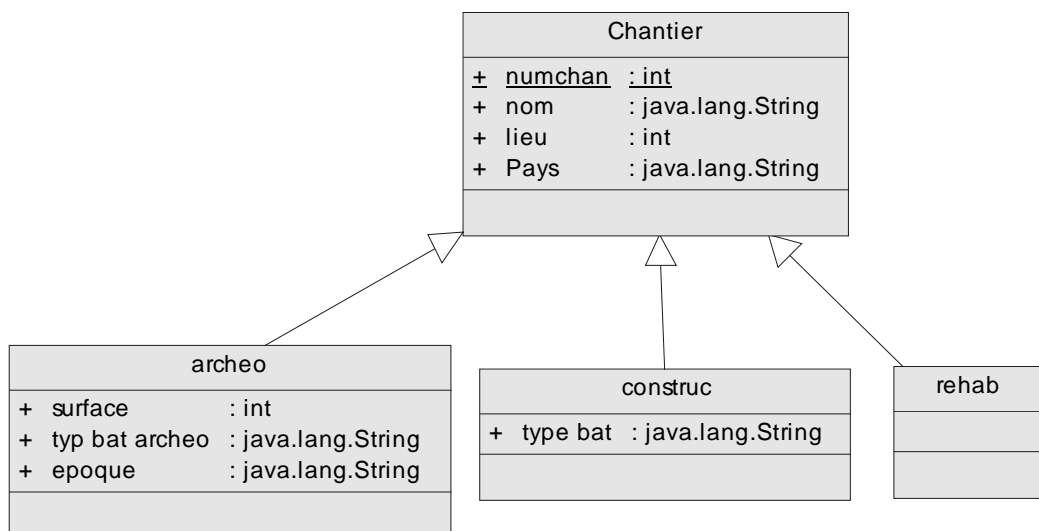 Chantier
+ numchan : int
+ nom : java.lang.String
+ lieu : int
+ Pays : java.lang.String
archeo
+ surface : int
+ typ bat archeo : java.lang.String
+ epoque : java.lang.String
construc
+ type bat : java.lang.String
rehab